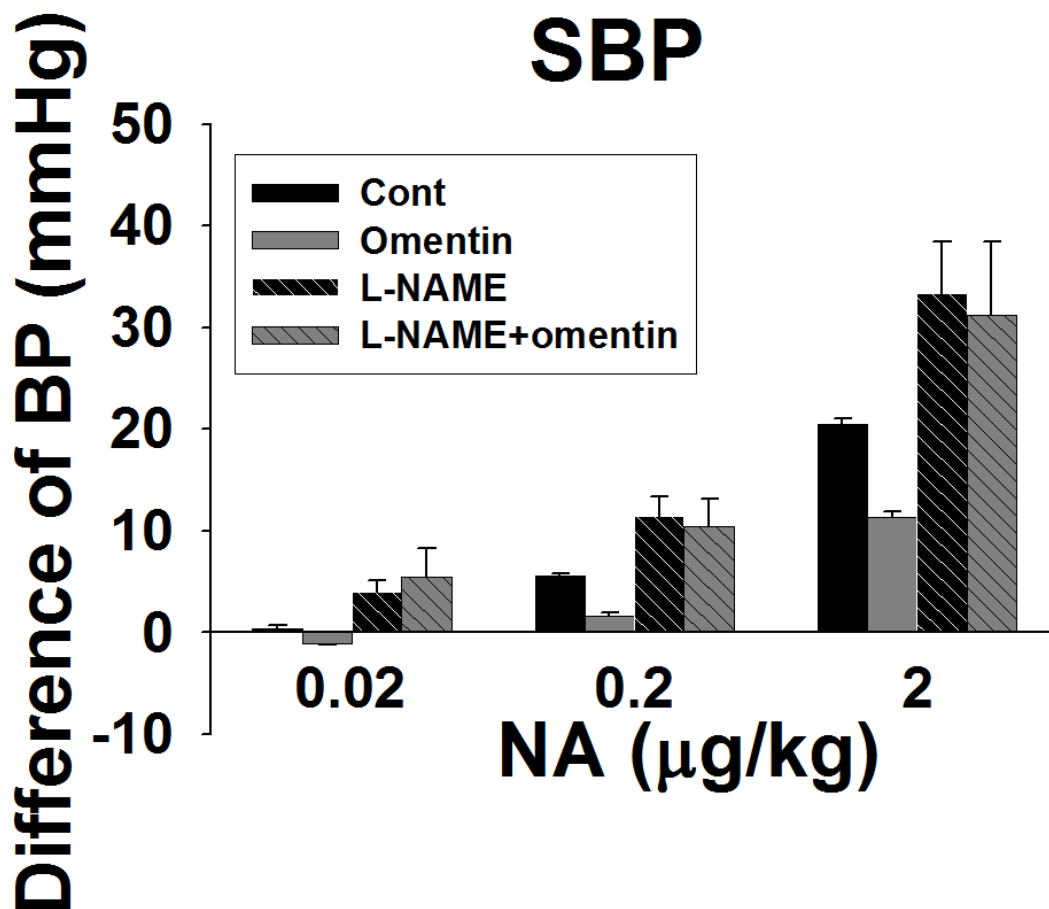 SBP
Difference of BP (mmHg)
50
40
30
20
10
0
-10
Cont
Omentin
L-NAME
L-NAME+omentin
0.02 0.2 2
NA (μg/kg)